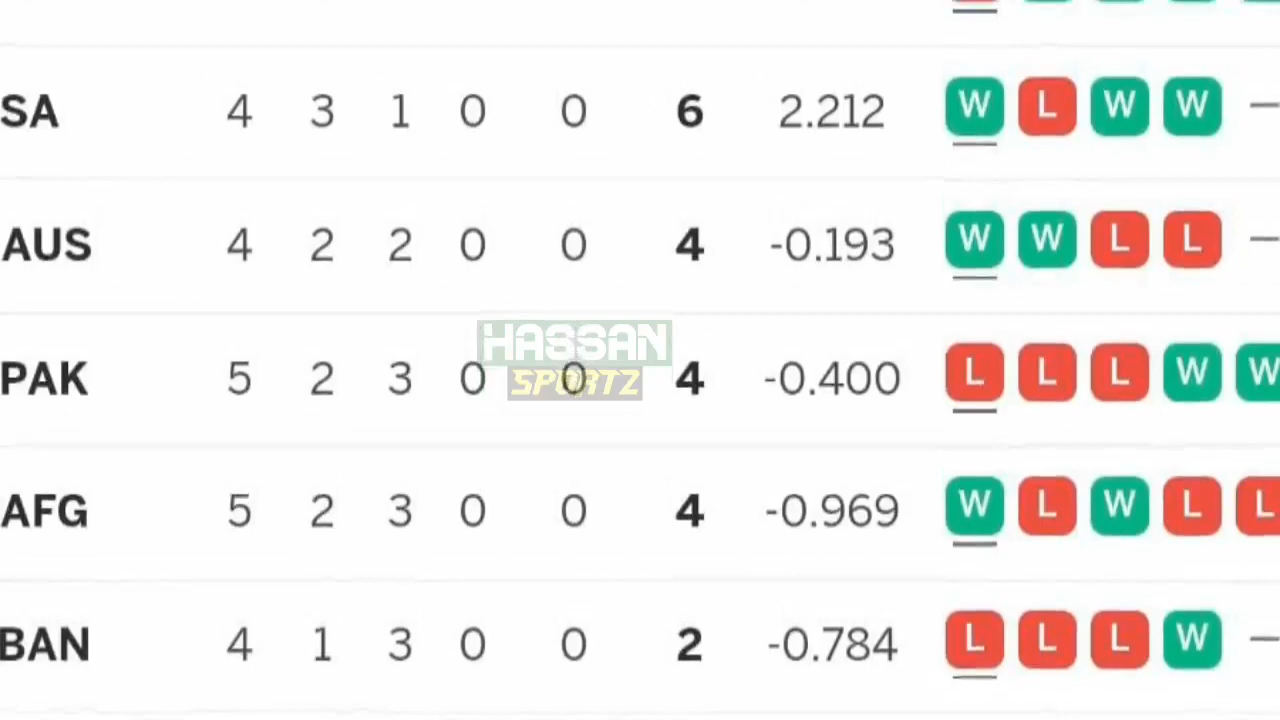 SA 4 3 1 0 0 6 2.212 W L W W —
AUS 4 2 2 0 0 4 -0.193 W W L L —
HASSAN
SPORTZ
PAK 5 2 3 0 0 4 -0.400 L L L W W
AFG 5 2 3 0 0 4 -0.969 W L W L L
BAN 4 1 3 0 0 2 -0.784 L L L W —